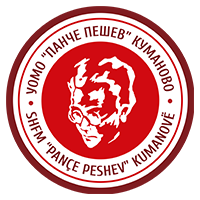 УОМО "ПАНЧЕ ПЕШЕВ" КУМАНОВО
SHFM "PANÇE PESHEV" KUMANOVË